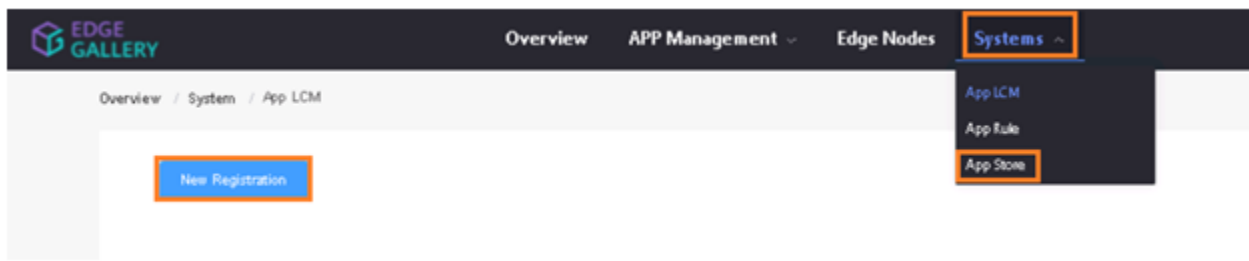 EDGE
GALLERY
Overview APP Management Edge Nodes Systems
Overview / System / App LCM
App LCM
App Rule
App Store
New Registration